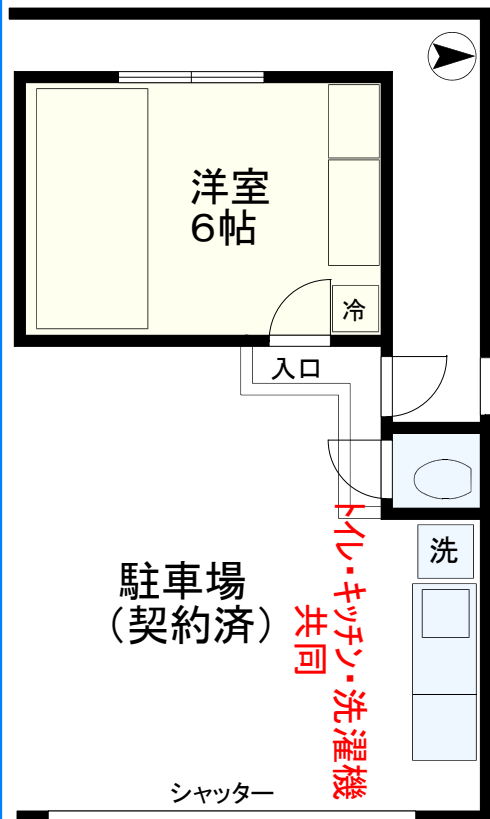 洋室
6帖
冷
入口
洗
駐車場
（契約済）
トイレ・キッチン・洗濯機
共同
シャッター